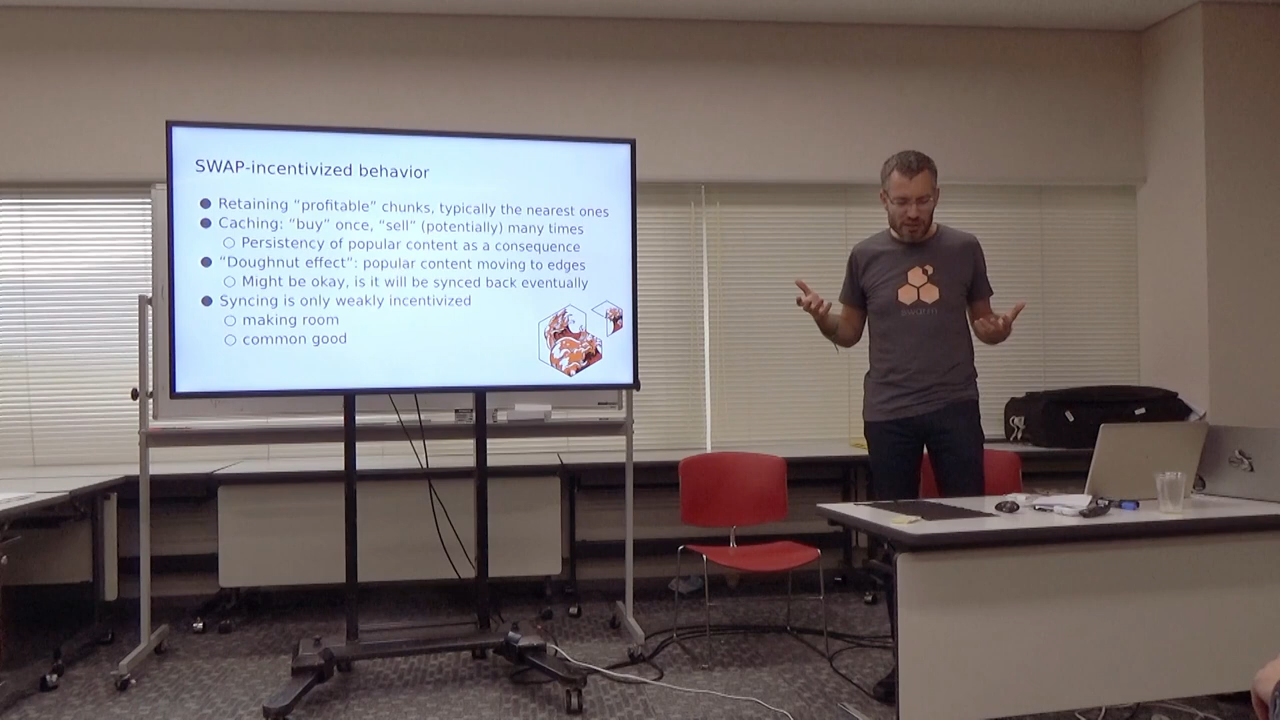 SWAP-incentivized behavior
● Retaining “profitable” chunks, typically the nearest ones
● Caching: “buy” once, “sell” (potentially) many times
○ Persistency of popular content as a consequence
● “Doughnut effect”: popular content moving to edges
○ Might be okay, is it will be synced back eventually
● Syncing is only weakly incentivized
○ making room
○ common good
swarm